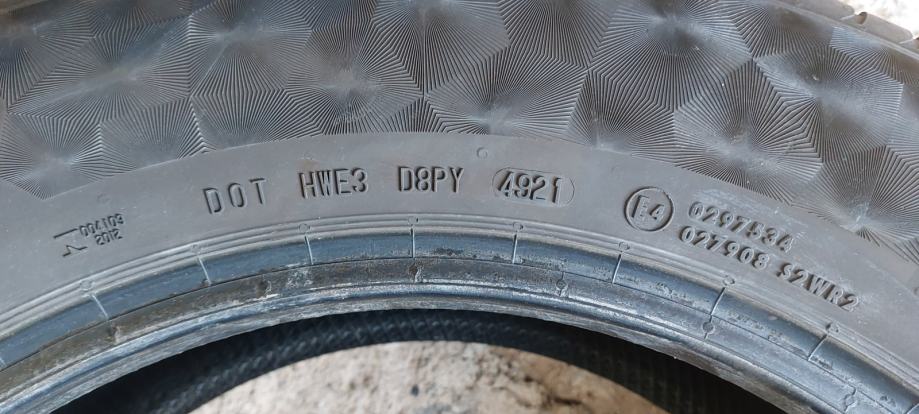 004103
2012
DOT HWE3 D8PY 4921
E4
0297534
027908 S2WR2